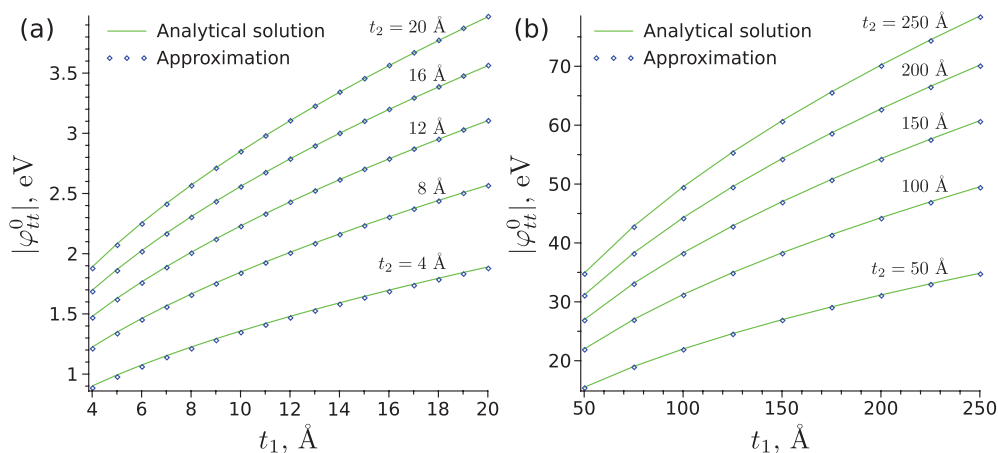 (a)
Analytical solution
Approximation
t₂ = 20 Å
16 Å
12 Å
8 Å
t₂ = 4 Å
3.5
3
2.5
2
1.5
1
|φ⁰ₜₜ|, eV
4 6 8 10 12 14 16 18 20
t₁, Å
(b)
Analytical solution
Approximation
t₂ = 250 Å
200 Å
150 Å
100 Å
t₂ = 50 Å
70
60
50
40
30
20
|φ⁰ₜₜ|, eV
50 100 150 200 250
t₁, Å